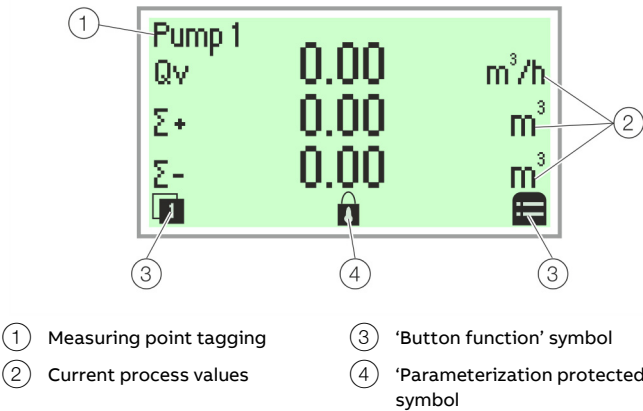 1
Pump 1
Qv 0.00 m³/h
2
Σ+ 0.00 m³
Σ- 0.00 m³
1
3 4 3
1 Measuring point tagging
2 Current process values
3 ‘Button function’ symbol
4 ‘Parameterization protected
symbol